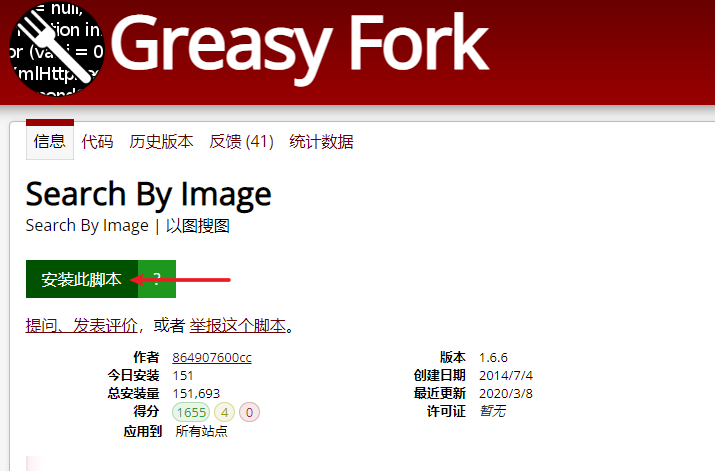 = null,
nction in
or (va i = 0
XmlHttp
Greasy Fork
信息 代码 历史版本 反馈 (41) 统计数据
Search By Image
Search By Image | 以图搜图
安装此脚本 ?
提问、发表评价，或者 举报这个脚本。
作者 864907600cc 版本 1.6.6
今日安装 151 创建日期 2014/7/4
总安装量 151,693 最近更新 2020/3/8
得分 1655 4 0 许可证 暂无
应用到 所有站点